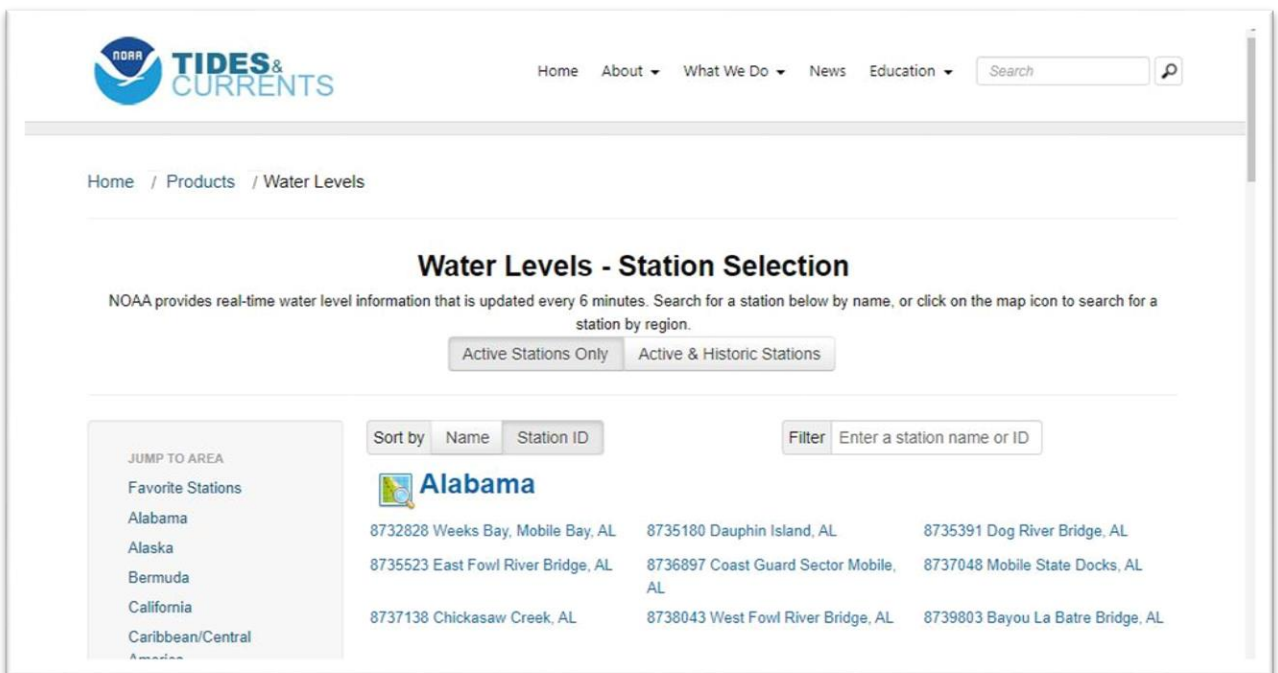 NOAA
TIDES&
CURRENTS
Home About What We Do News Education Search
Home / Products / Water Levels
Water Levels - Station Selection
NOAA provides real-time water level information that is updated every 6 minutes. Search for a station below by name, or click on the map icon to search for a
station by region.
Active Stations Only Active & Historic Stations
JUMP TO AREA
Favorite Stations
Alabama
Alaska
Bermuda
California
Caribbean/Central
America
Sort by Name Station ID Filter Enter a station name or ID
Alabama
8732828 Weeks Bay, Mobile Bay, AL 8735180 Dauphin Island, AL 8735391 Dog River Bridge, AL
8735523 East Fowl River Bridge, AL 8736897 Coast Guard Sector Mobile, 8737048 Mobile State Docks, AL
AL
8737138 Chickasaw Creek, AL 8738043 West Fowl River Bridge, AL 8739803 Bayou La Batre Bridge, AL